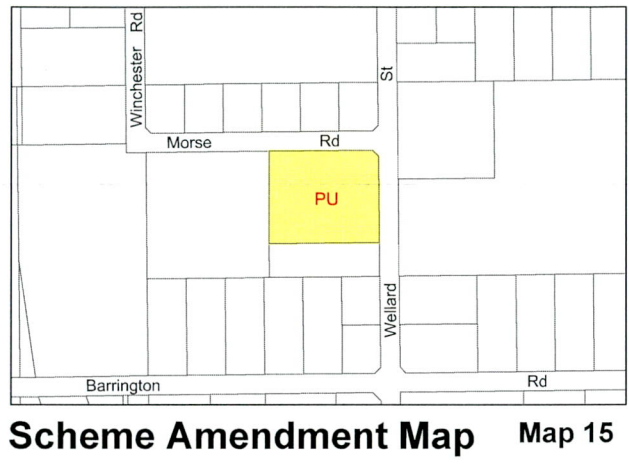 Winchester Rd
St
Morse Rd
PU
Wellard
Barrington Rd
Scheme Amendment Map Map 15